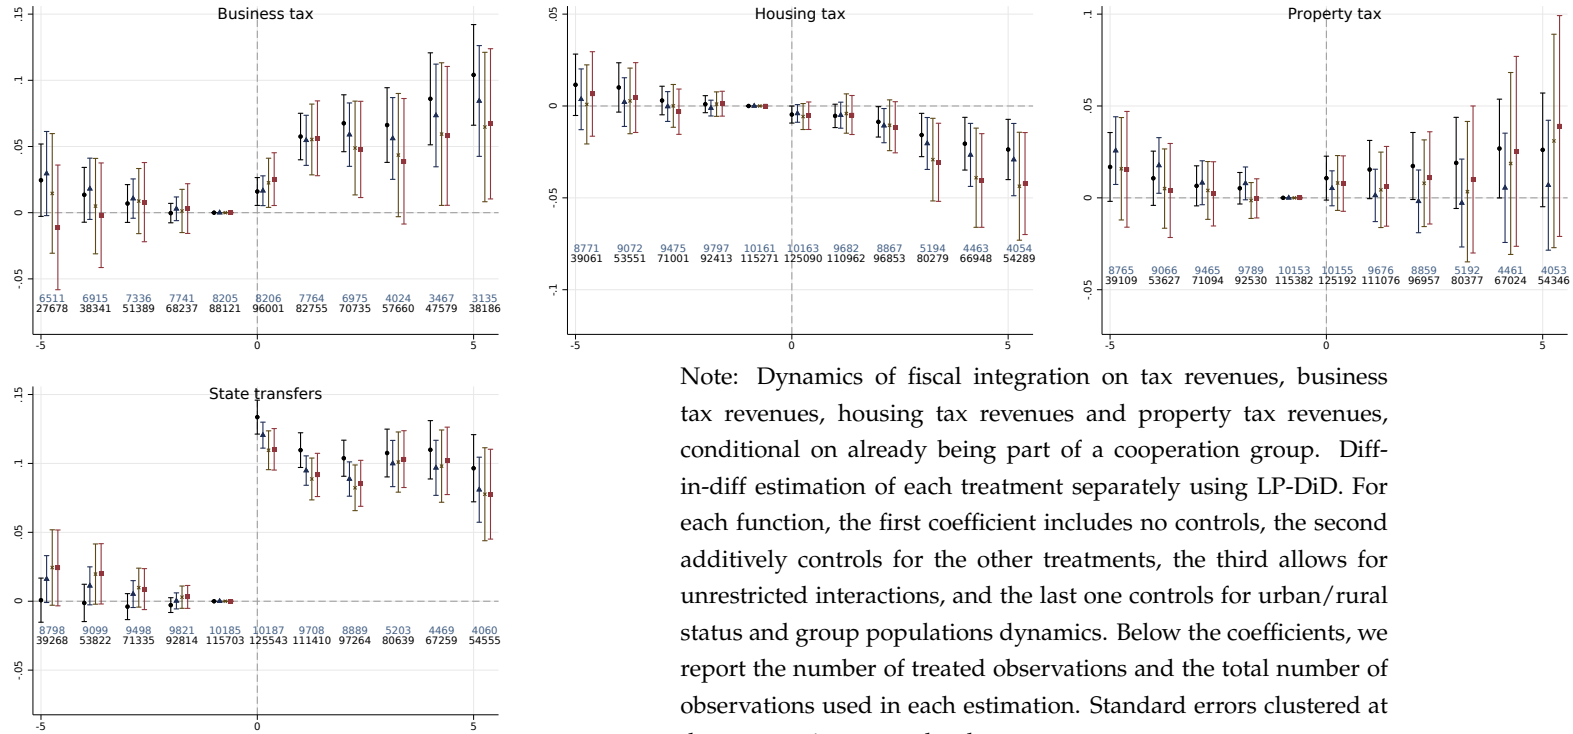 Business tax
.15
.1
.05
0
-.05
6511 6915 7336 7741 8205 8206 7764 6975 4024 3467 3135
27678 38341 51389 68237 88121 96001 82755 70735 57660 47579 38186
-5 0 5
Housing tax
.05
0
-.05
-.1
8771 9072 9475 9797 10161 10163 9682 8867 5194 4463 4054
39061 53551 71001 92413 115271 125090 110962 96853 80279 66948 54289
-5 0 5
Property tax
.1
.05
0
-.05
8765 9066 9465 9789 10153 10155 9676 8859 5192 4461 4053
39109 53627 71094 92530 115382 125192 111076 96957 80377 67024 54346
-5 0 5
State transfers
.15
.1
.05
0
-.05
8798 9099 9498 9821 10185 10187 9708 8889 5203 4469 4060
39268 53822 71335 92814 115703 125543 111410 97264 80639 67259 54555
-5 0 5
Note: Dynamics of fiscal integration on tax revenues, business
tax revenues, housing tax revenues and property tax revenues,
conditional on already being part of a cooperation group. Diff-
in-diff estimation of each treatment separately using LP-DiD. For
each function, the first coefficient includes no controls, the second
additively controls for the other treatments, the third allows for
unrestricted interactions, and the last one controls for urban/rural
status and group populations dynamics. Below the coefficients, we
report the number of treated observations and the total number of
observations used in each estimation. Standard errors clustered at